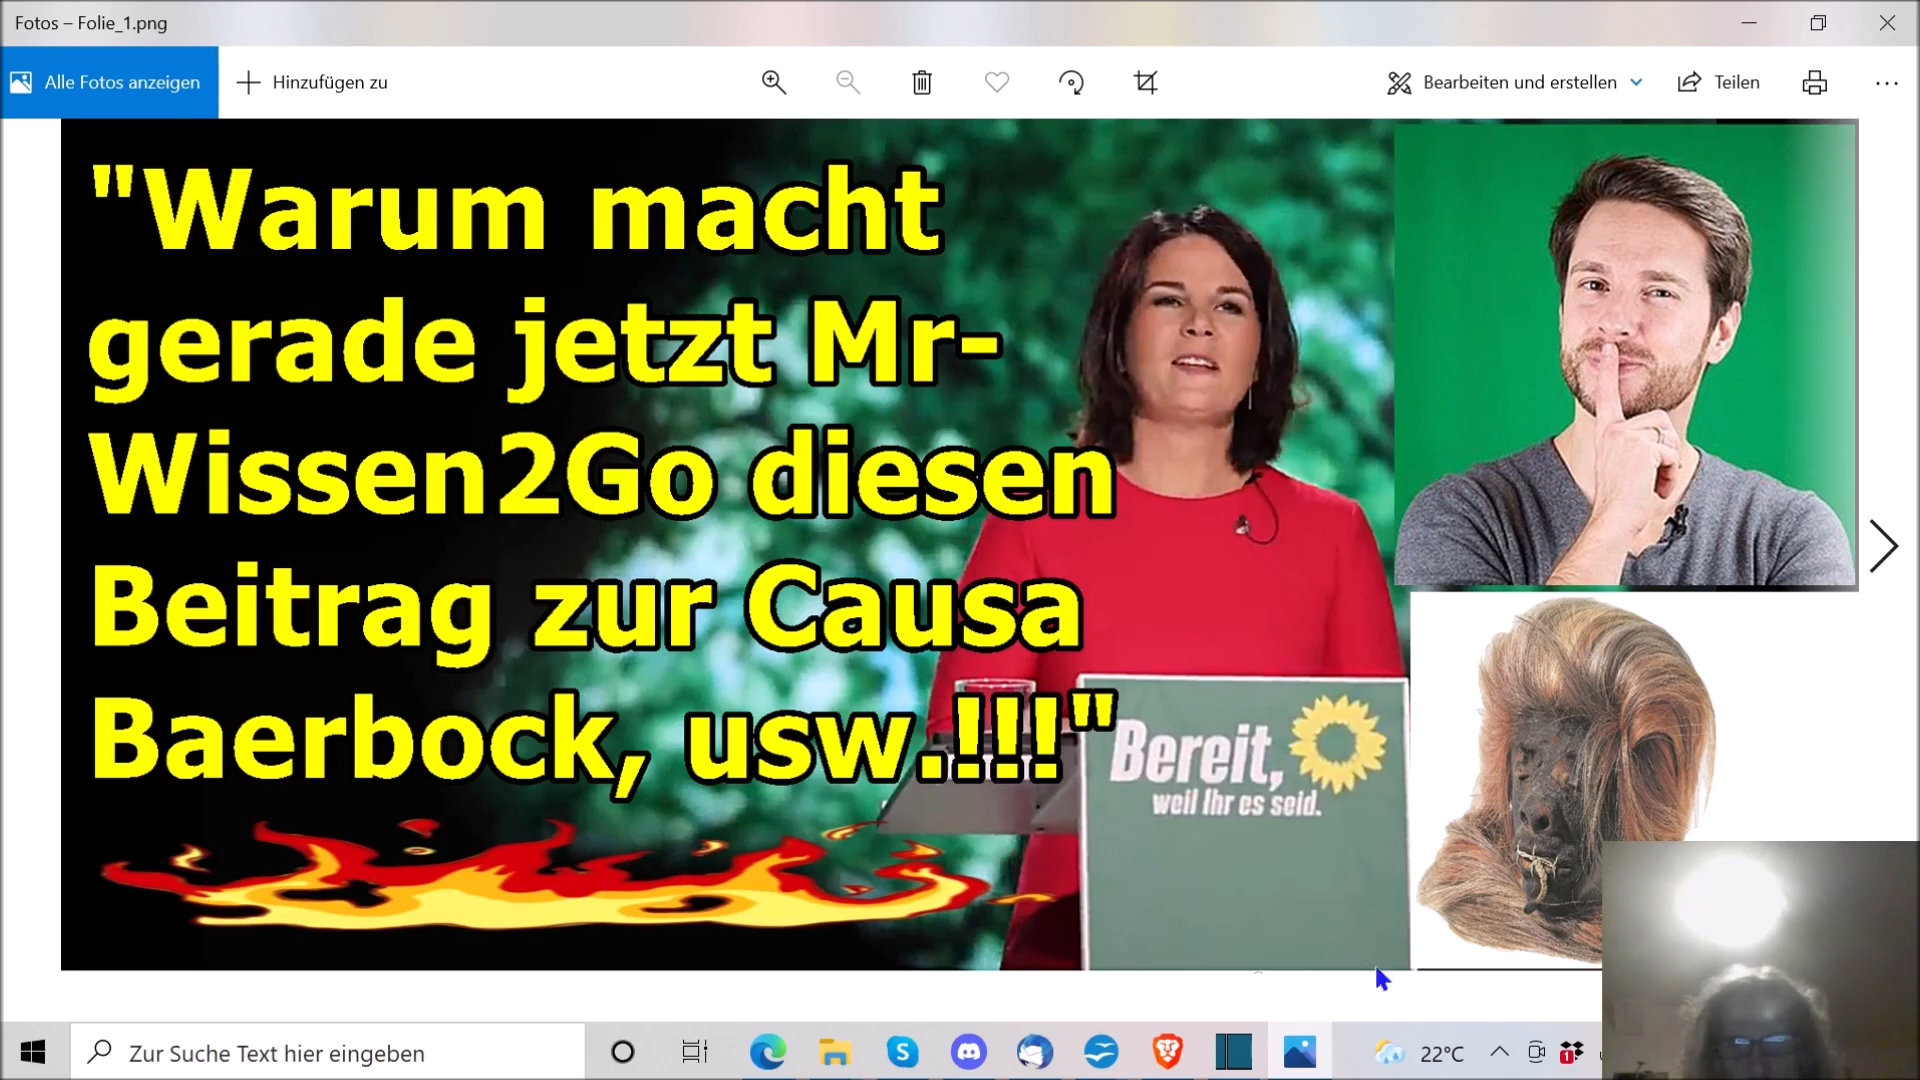 Fotos – Folie_1.png
Alle Fotos anzeigen
Hinzufügen zu
Bearbeiten und erstellen
Teilen
"Warum macht
gerade jetzt Mr-
Wissen2Go diesen
Beitrag zur Causa
Baerbock, usw.!!!"
Bereit,
weil Ihr es seid.
Zur Suche Text hier eingeben
22°C
1